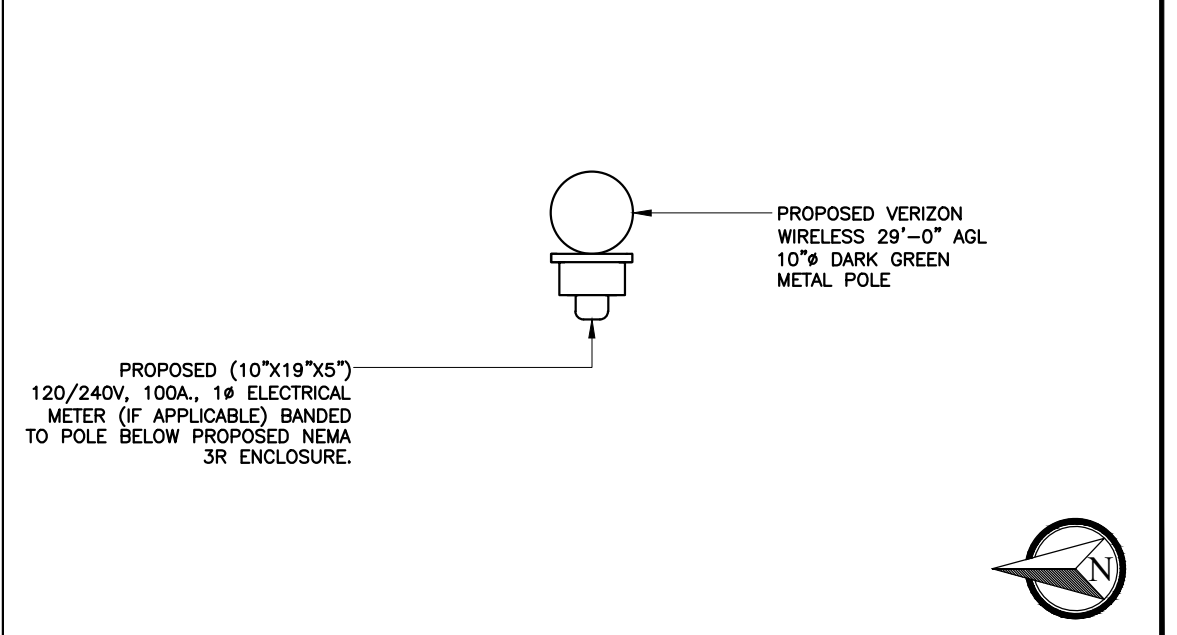 PROPOSED VERIZON
WIRELESS 29'-0" AGL
10"ø DARK GREEN
METAL POLE
PROPOSED (10"X19"X5")
120/240V, 100A., 1ø ELECTRICAL
METER (IF APPLICABLE) BANDED
TO POLE BELOW PROPOSED NEMA
3R ENCLOSURE.
N